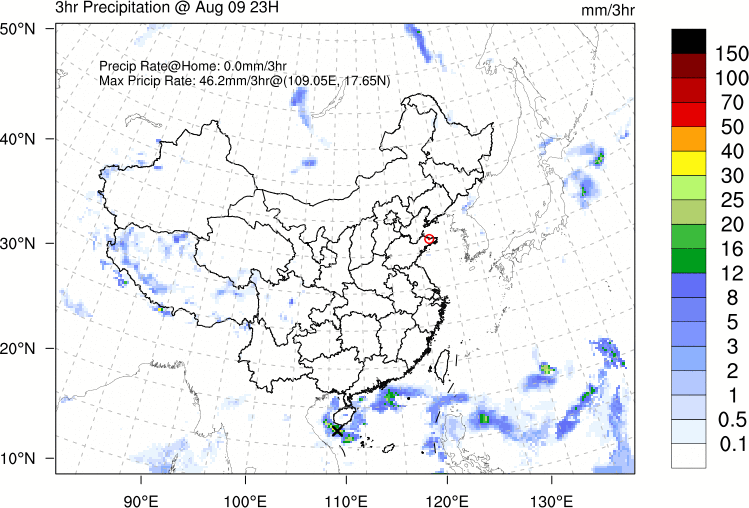 3hr Precipitation @ Aug 09 23H
mm/3hr
Precip Rate@Home: 0.0mm/3hr
Max Pricip Rate: 46.2mm/3hr@(109.05E, 17.65N)
50°N
40°N
30°N
20°N
10°N
90°E 100°E 110°E 120°E 130°E
150
100
70
50
40
30
25
20
16
12
8
5
3
2
1
0.5
0.1